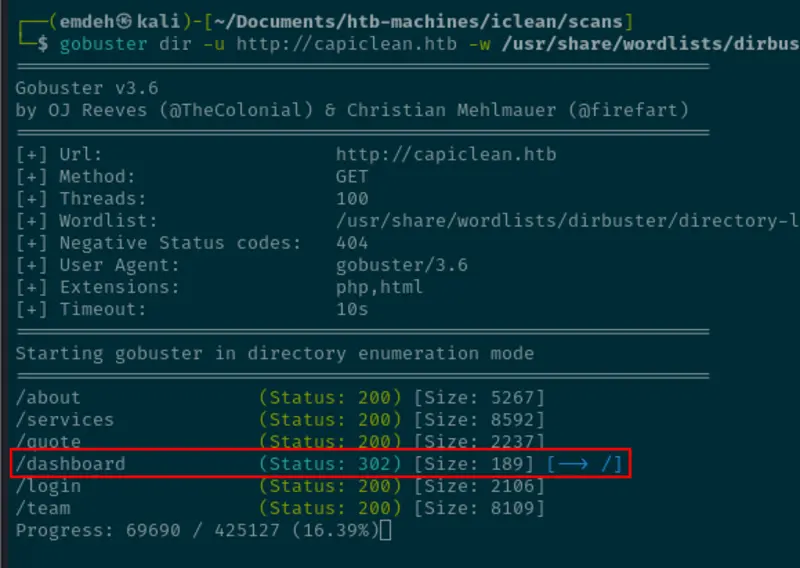 ┌──(emdeh㉿kali)-[~/Documents/htb-machines/iclean/scans]
└─$ gobuster dir -u http://capiclean.htb -w /usr/share/wordlists/dirbus
===============================================================
Gobuster v3.6
by OJ Reeves (@TheColonial) & Christian Mehlmauer (@firefart)
===============================================================
[+] Url: http://capiclean.htb
[+] Method: GET
[+] Threads: 100
[+] Wordlist: /usr/share/wordlists/dirbuster/directory-l
[+] Negative Status codes: 404
[+] User Agent: gobuster/3.6
[+] Extensions: php,html
[+] Timeout: 10s
===============================================================
Starting gobuster in directory enumeration mode
===============================================================
/about (Status: 200) [Size: 5267]
/services (Status: 200) [Size: 8592]
/quote (Status: 200) [Size: 2237]
/dashboard (Status: 302) [Size: 189] [--> /]
/login (Status: 200) [Size: 2106]
/team (Status: 200) [Size: 8109]
Progress: 69690 / 425127 (16.39%)